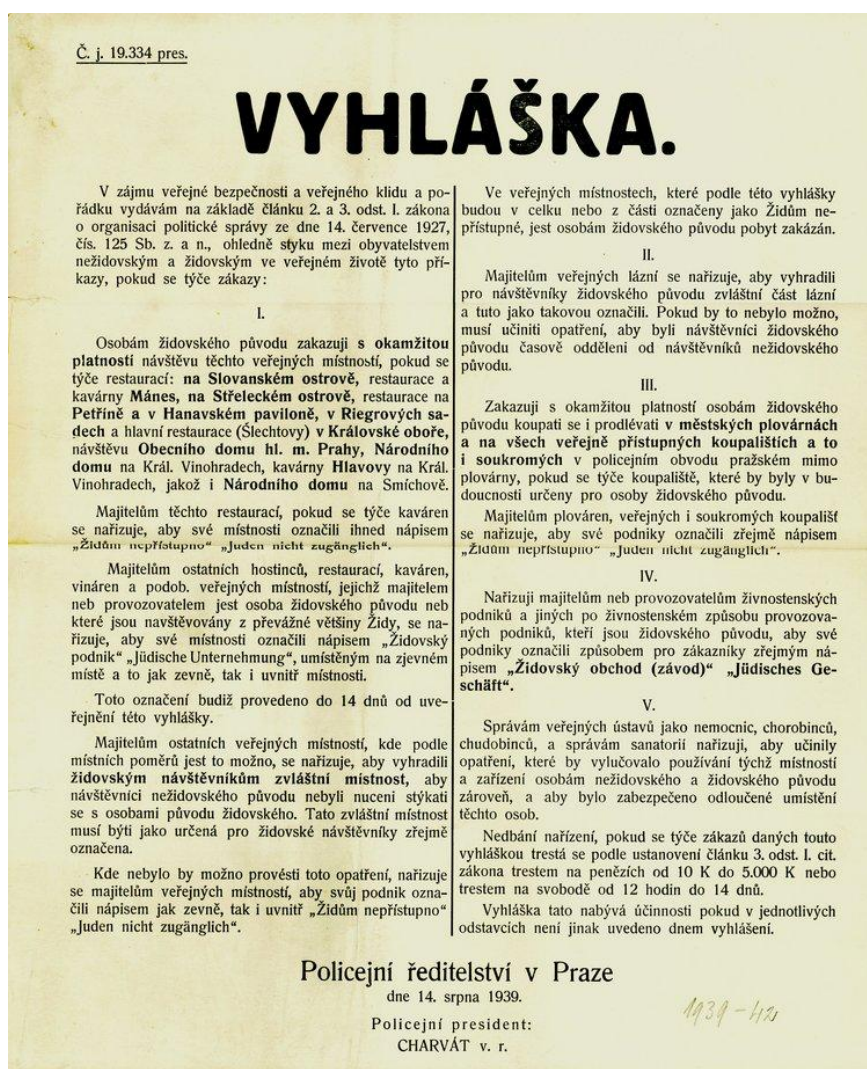 Č. j. 19.334 pres.
VYHLÁŠKA.
V zájmu veřejné bezpečnosti a veřejného klidu a po-
řádku vydávám na základě článku 2. a 3. odst. I. zákona
o organisaci politické správy ze dne 14. července 1927,
čís. 125 Sb. z. a n., ohledně styku mezi obyvatelstvem
nežidovským a židovským ve veřejném životě tyto pří-
kazy, pokud se týče zákazy:
I.
Osobám židovského původu zakazuji s okamžitou
platností návštěvu těchto veřejných místností, pokud se
týče restaurací: na Slovanském ostrově, restaurace a
kavárny Mánes, na Střeleckém ostrově, restaurace na
Petříně a v Hanavském paviloně, v Riegrových sa-
dech a hlavní restaurace (Šlechtovy) v Královské oboře,
návštěvu Obecního domu hl. m. Prahy, Národního
domu na Král. Vinohradech, kavárny Hlavovy na Král.
Vinohradech, jakož i Národního domu na Smíchově.
Majitelům těchto restaurací, pokud se týče kaváren
se nařizuje, aby své místnosti označili ihned nápisem
„Židům nepřístupno“ „Juden nicht zugänglich“.
Majitelům ostatních hostinců, restaurací, kaváren,
vináren a podob. veřejných místností, jejichž majitelem
neb provozovatelem jest osoba židovského původu neb
které jsou navštěvovány z převážné většiny Židy, se na-
řizuje, aby své místnosti označili nápisem „Židovský
podnik“ „Jüdische Unternehmung“, umístěným na zjevném
místě a to jak zevně, tak i uvnitř místnosti.
Toto označení budiž provedeno do 14 dnů od uve-
řejnění této vyhlášky.
Majitelům ostatních veřejných místností, kde podle
místních poměrů jest to možno, se nařizuje, aby vyhradili
židovským návštěvníkům zvláštní místnost, aby
návštěvníci nežidovského původu nebyli nuceni stýkati
se s osobami původu židovského. Tato zvláštní místnost
musí býti jako určená pro židovské návštěvníky zřejmě
označena.
Kde nebylo by možno provésti toto opatření, nařizuje
se majitelům veřejných místností, aby svůj podnik ozna-
čili nápisem jak zevně, tak i uvnitř „Židům nepřístupno“
„Juden nicht zugänglich“.
Ve veřejných místnostech, které podle této vyhlášky
budou v celku nebo z části označeny jako Židům ne-
přístupné, jest osobám židovského původu pobyt zakázán.
II.
Majitelům veřejných lázní se nařizuje, aby vyhradili
pro návštěvníky židovského původu zvláštní část lázní
a tuto jako takovou označili. Pokud by to nebylo možno,
musí učiniti opatření, aby byli návštěvníci židovského
původu časově odděleni od návštěvníků nežidovského
původu.
III.
Zakazuji s okamžitou platností osobám židovského
původu koupati se i prodlévati v městských plovárnách
a na všech veřejně přístupných koupalištích a to
i soukromých v policejním obvodu pražském mimo
plovárny, pokud se týče koupaliště, které by byly v bu-
doucnosti určeny pro osoby židovského původu.
Majitelům plováren, veřejných i soukromých koupališť
se nařizuje, aby své podniky označili zřejmě nápisem
„Židům nepřístupno“ „Juden nicht zugänglich“.
IV.
Nařizuji majitelům neb provozovatelům živnostenských
podniků a jiných po živnostenském způsobu provozova-
ných podniků, kteří jsou židovského původu, aby své
podniky označili způsobem pro zákazníky zřejmým ná-
pisem „Židovský obchod (závod)“ „Jüdisches Ge-
schäft“.
V.
Správám veřejných ústavů jako nemocnic, chorobinců,
chudobinců, a správám sanatorií nařizuji, aby učinily
opatření, které by vylučovalo používání týchž místností
a zařízení osobám nežidovského a židovského původu
zároveň, a aby bylo zabezpečeno odloučené umístění
těchto osob.
Nedbání nařízení, pokud se týče zákazů daných touto
vyhláškou trestá se podle ustanovení článku 3. odst. I. cit.
zákona trestem na penězích od 10 K do 5.000 K nebo
trestem na svobodě od 12 hodin do 14 dnů.
Vyhláška tato nabývá účinnosti pokud v jednotlivých
odstavcích není jinak uvedeno dnem vyhlášení.
Policejní ředitelství v Praze
dne 14. srpna 1939.
Policejní president:
CHARVÁT v. r.
1939-42